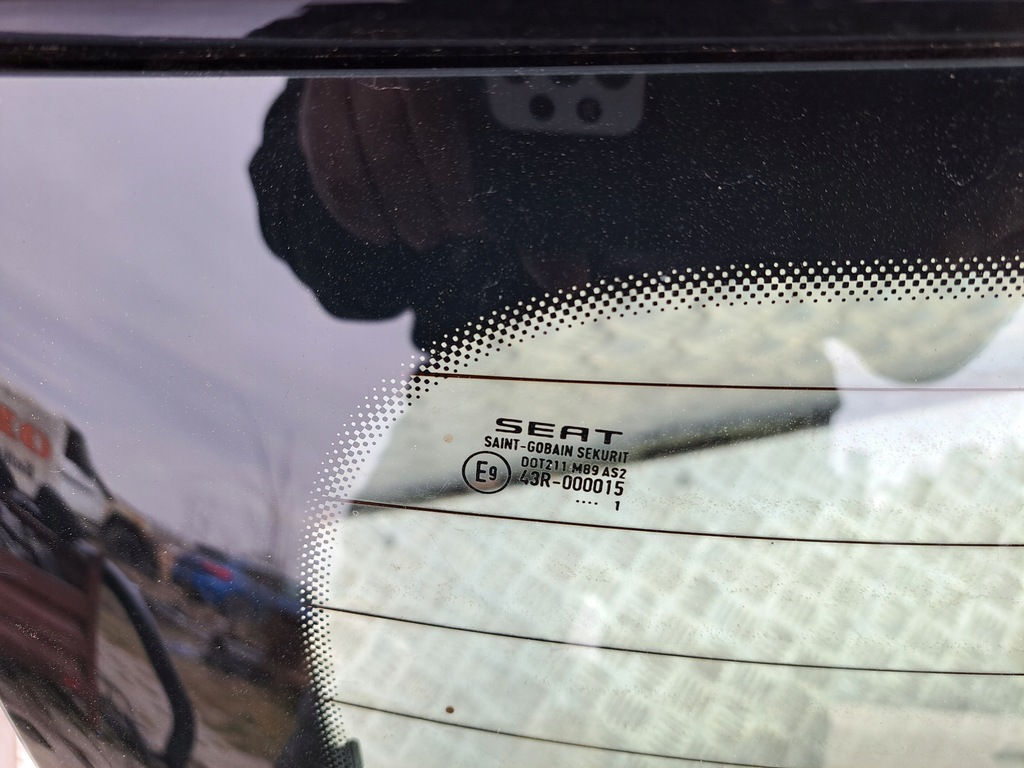 SEAT
SAINT-GOBAIN SEKURIT
DOT211 M89 AS2
E9
43R-000015
.... 1